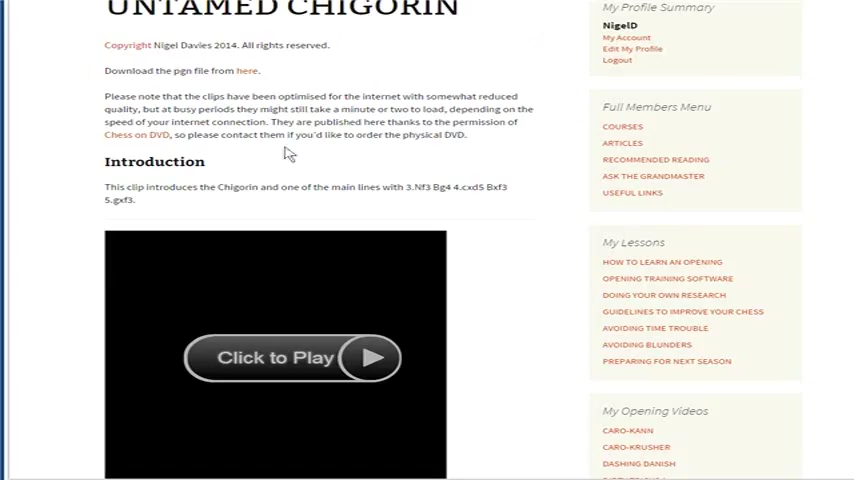 UNTAMED CHIGORIN
Copyright Nigel Davies 2014. All rights reserved.
Download the pgn file from here.
Please note that the clips have been optimised for the internet with somewhat reduced
quality, but at busy periods they might still take a minute or two to load, depending on the
speed of your internet connection. They are published here thanks to the permission of
Chess on DVD, so please contact them if you'd like to order the physical DVD.
Introduction
This clip introduces the Chigorin and one of the main lines with 3.Nf3 Bg4 4.cxd5 Bxf3
5.gxf3.
Click to Play
My Profile Summary
NigelD
My Account
Edit My Profile
Logout
Full Members Menu
COURSES
ARTICLES
RECOMMENDED READING
ASK THE GRANDMASTER
USEFUL LINKS
My Lessons
HOW TO LEARN AN OPENING
OPENING TRAINING SOFTWARE
DOING YOUR OWN RESEARCH
GUIDELINES TO IMPROVE YOUR CHESS
AVOIDING TIME TROUBLE
AVOIDING BLUNDERS
PREPARING FOR NEXT SEASON
My Opening Videos
CARO-KANN
CARO-KRUSHER
DASHING DANISH